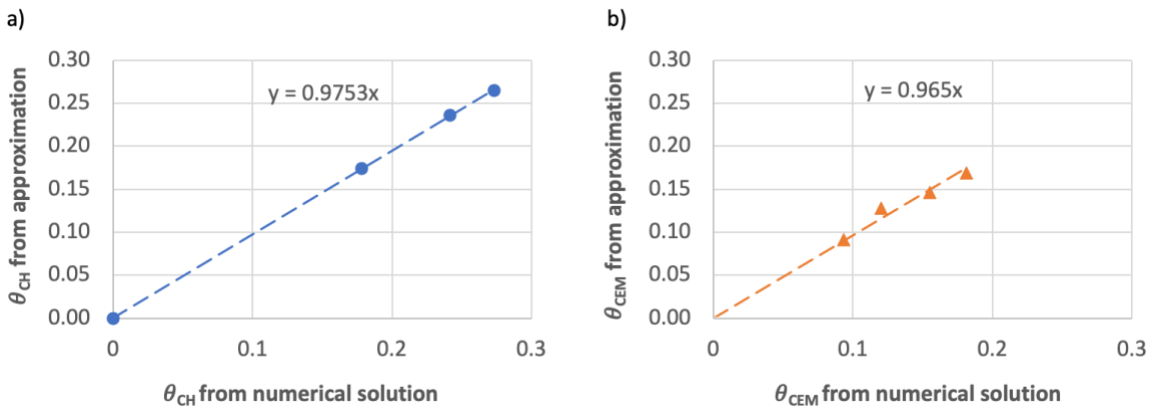 a)
θCH from approximation
0.30
0.25
0.20
0.15
0.10
0.05
0.00
y = 0.9753x
0
0.1
0.2
0.3
θCH from numerical solution
b)
θCEM from approximation
0.30
0.25
0.20
0.15
0.10
0.05
0.00
y = 0.965x
0
0.1
0.2
0.3
θCEM from numerical solution